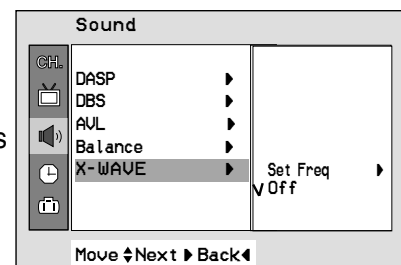 Sound
CH.
DASP
DBS
AVL
Balance
X-WAVE
Set Freq
Off
S
Move Next Back